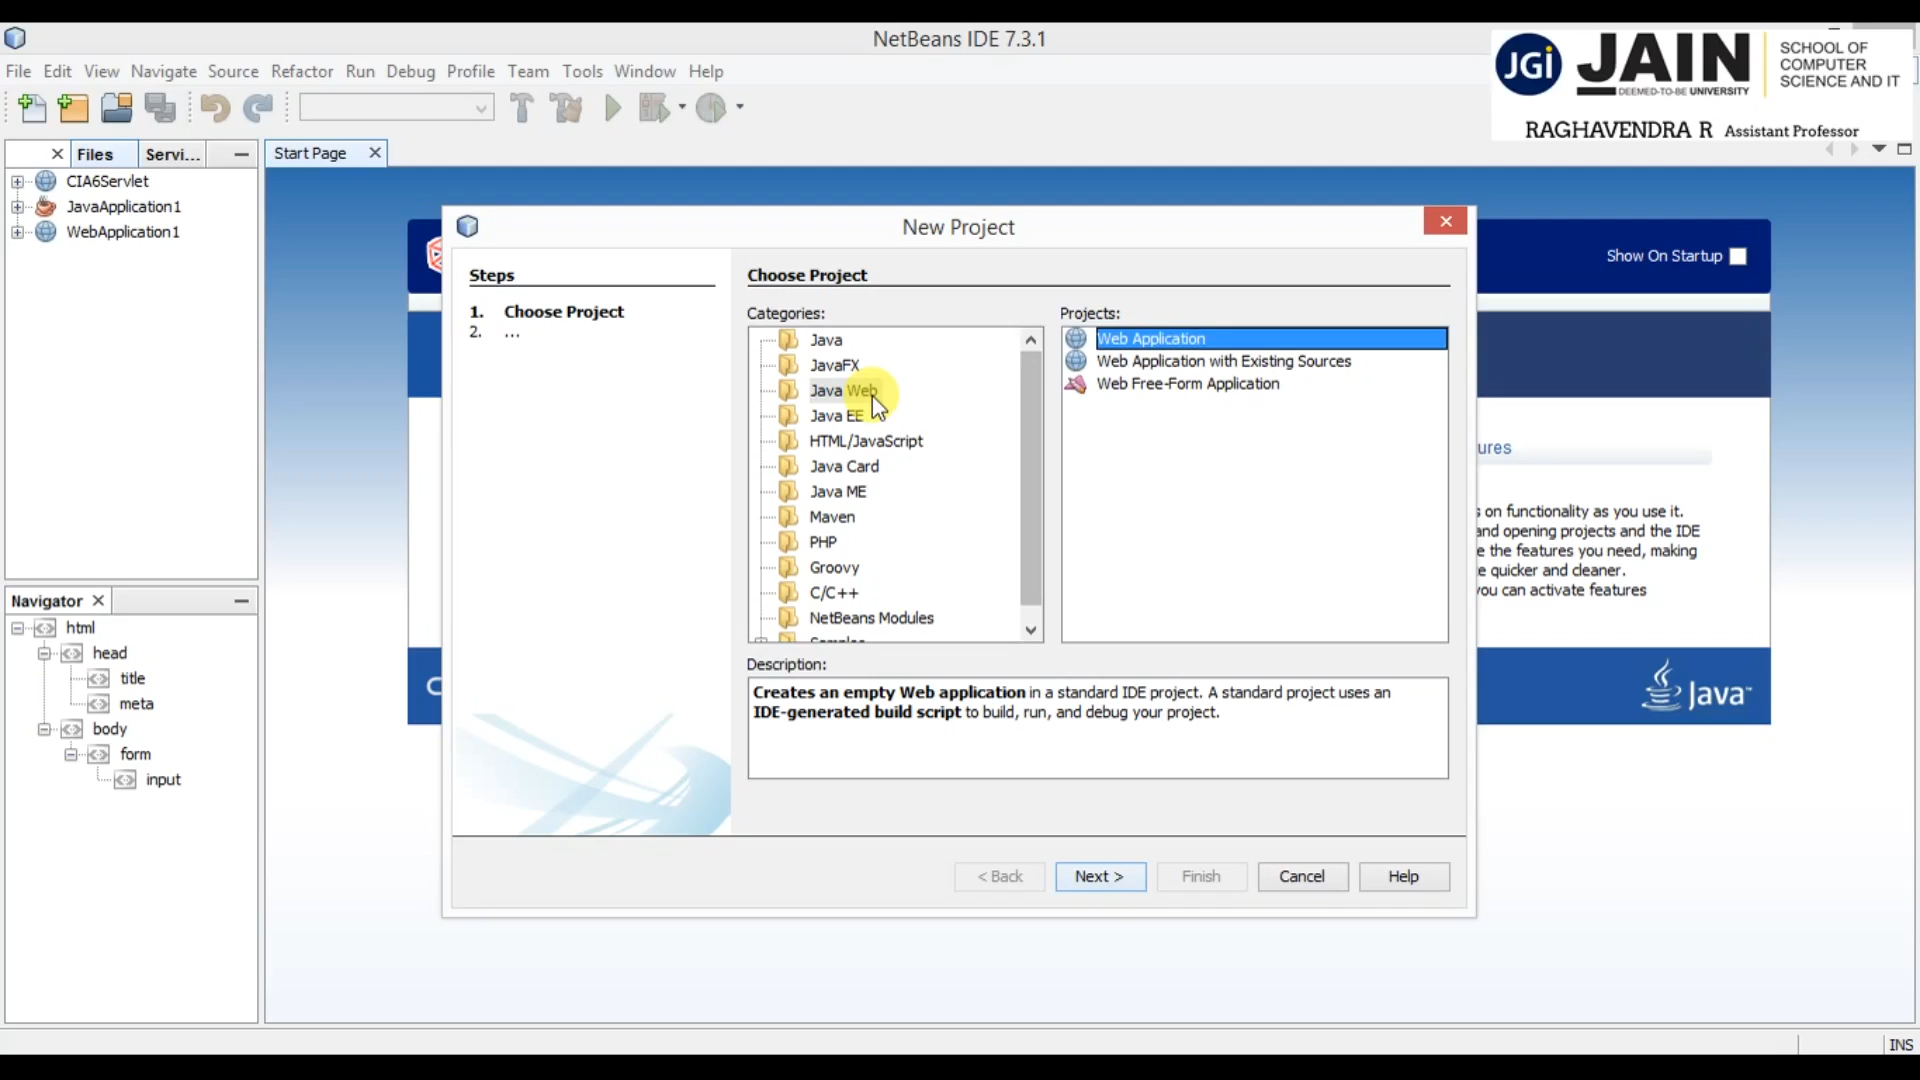 NetBeans IDE 7.3.1
JGi JAIN DEEMED-TO-BE UNIVERSITY
SCHOOL OF
COMPUTER
SCIENCE AND IT
RAGHAVENDRA R Assistant Professor
File Edit View Navigate Source Refactor Run Debug Profile Team Tools Window Help
Files Servi... Start Page
CIA6Servlet
JavaApplication1
WebApplication1
Show On Startup
New Project
Steps
1. Choose Project
2. ...
Choose Project
Categories:
Java
JavaFX
Java Web
Java EE
HTML/JavaScript
Java Card
Java ME
Maven
PHP
Groovy
C/C++
NetBeans Modules
Projects:
Web Application
Web Application with Existing Sources
Web Free-Form Application
Description:
Creates an empty Web application in a standard IDE project. A standard project uses an
IDE-generated build script to build, run, and debug your project.
< Back Next > Finish Cancel Help
ures
s on functionality as you use it.
and opening projects and the IDE
e the features you need, making
e quicker and cleaner.
you can activate features
Java
Navigator
html
head
title
meta
body
form
input
INS